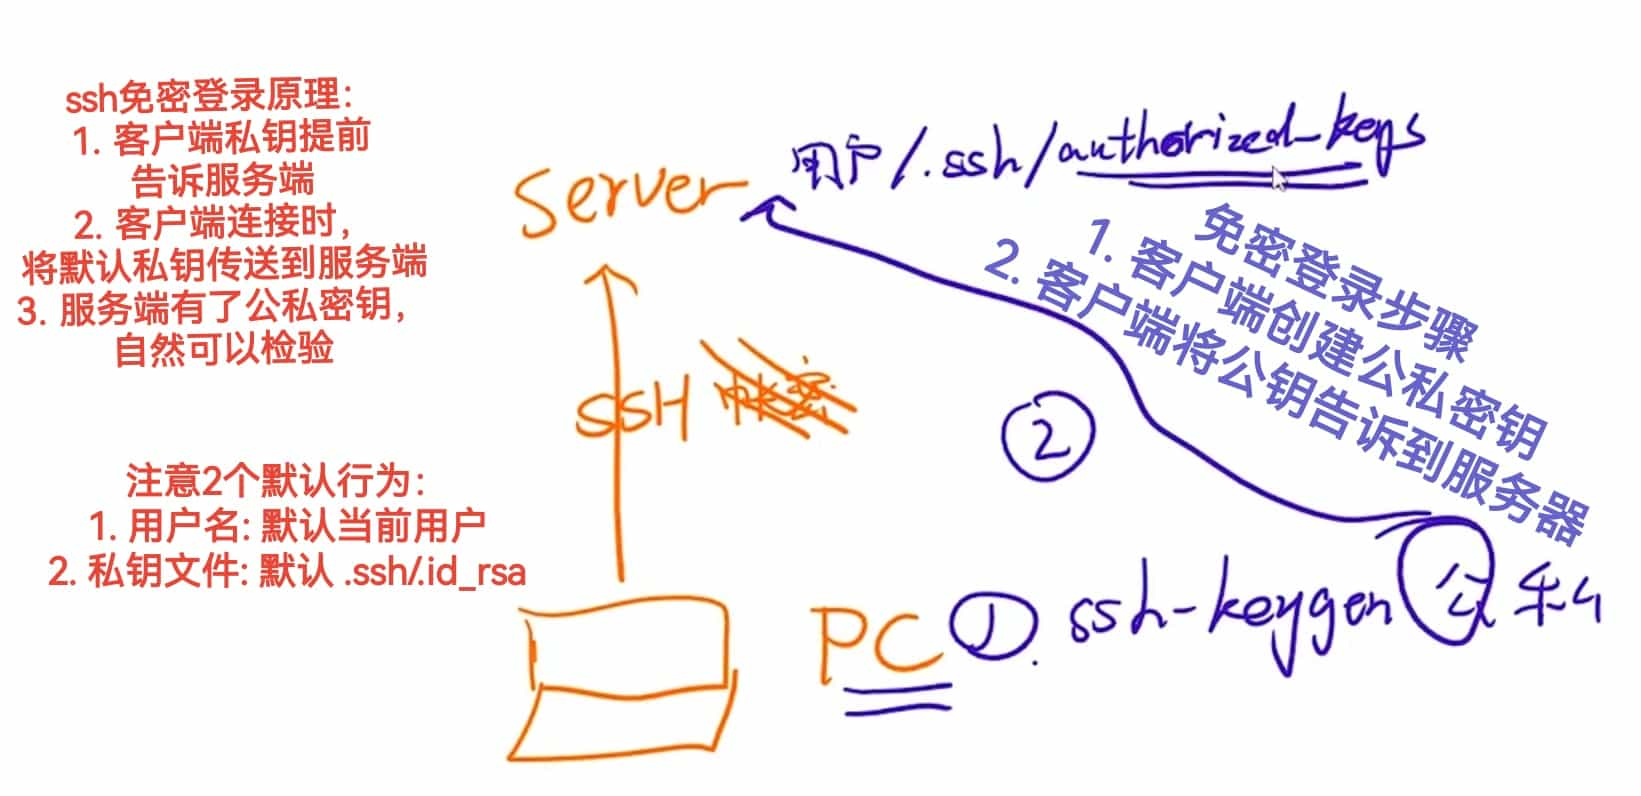 ssh免密登录原理:
1. 客户端私钥提前
告诉服务端
2. 客户端连接时,
将默认私钥传送到服务端
3. 服务端有了公私密钥,
自然可以检验
注意2个默认行为:
1. 用户名: 默认当前用户
2. 私钥文件: 默认 .ssh/.id_rsa
Server
用户/.ssh/authorized_keys
免密登录步骤
1. 客户端创建公私密钥
2. 客户端将公钥告诉到服务器
SSH
2
PC ①. ssh-keygen 公 私